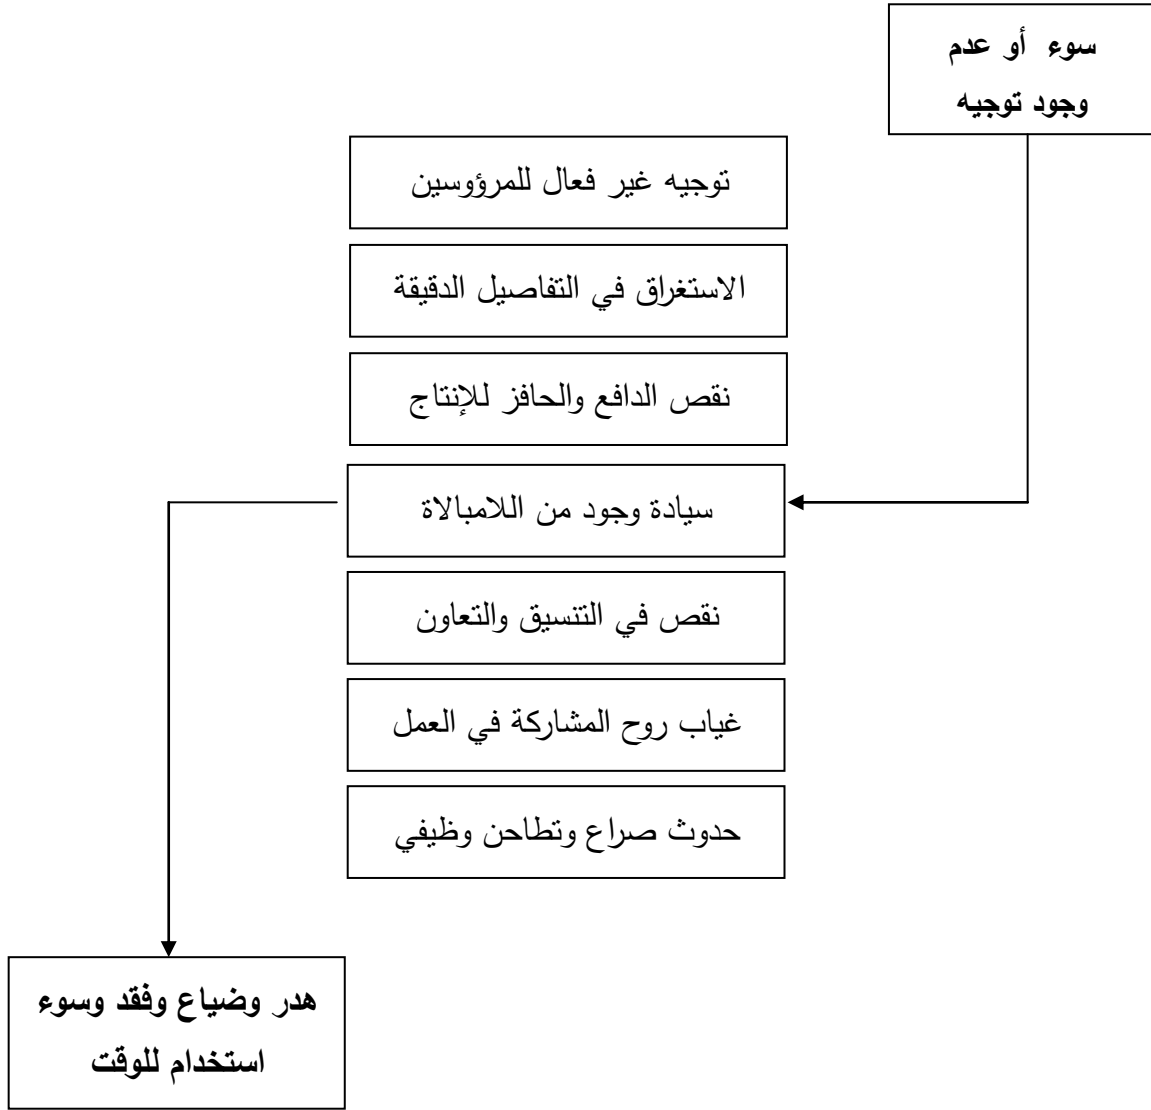 سوء أو عدم
وجود توجيه
توجيه غير فعال للمرؤوسين
الاستغراق في التفاصيل الدقيقة
نقص الدافع والحافز للإنتاج
سيادة وجود من اللامبالاة
نقص في التنسيق والتعاون
غياب روح المشاركة في العمل
حدوث صراع وتطاحن وظيفي
هدر وضياع وفقد وسوء
استخدام للوقت